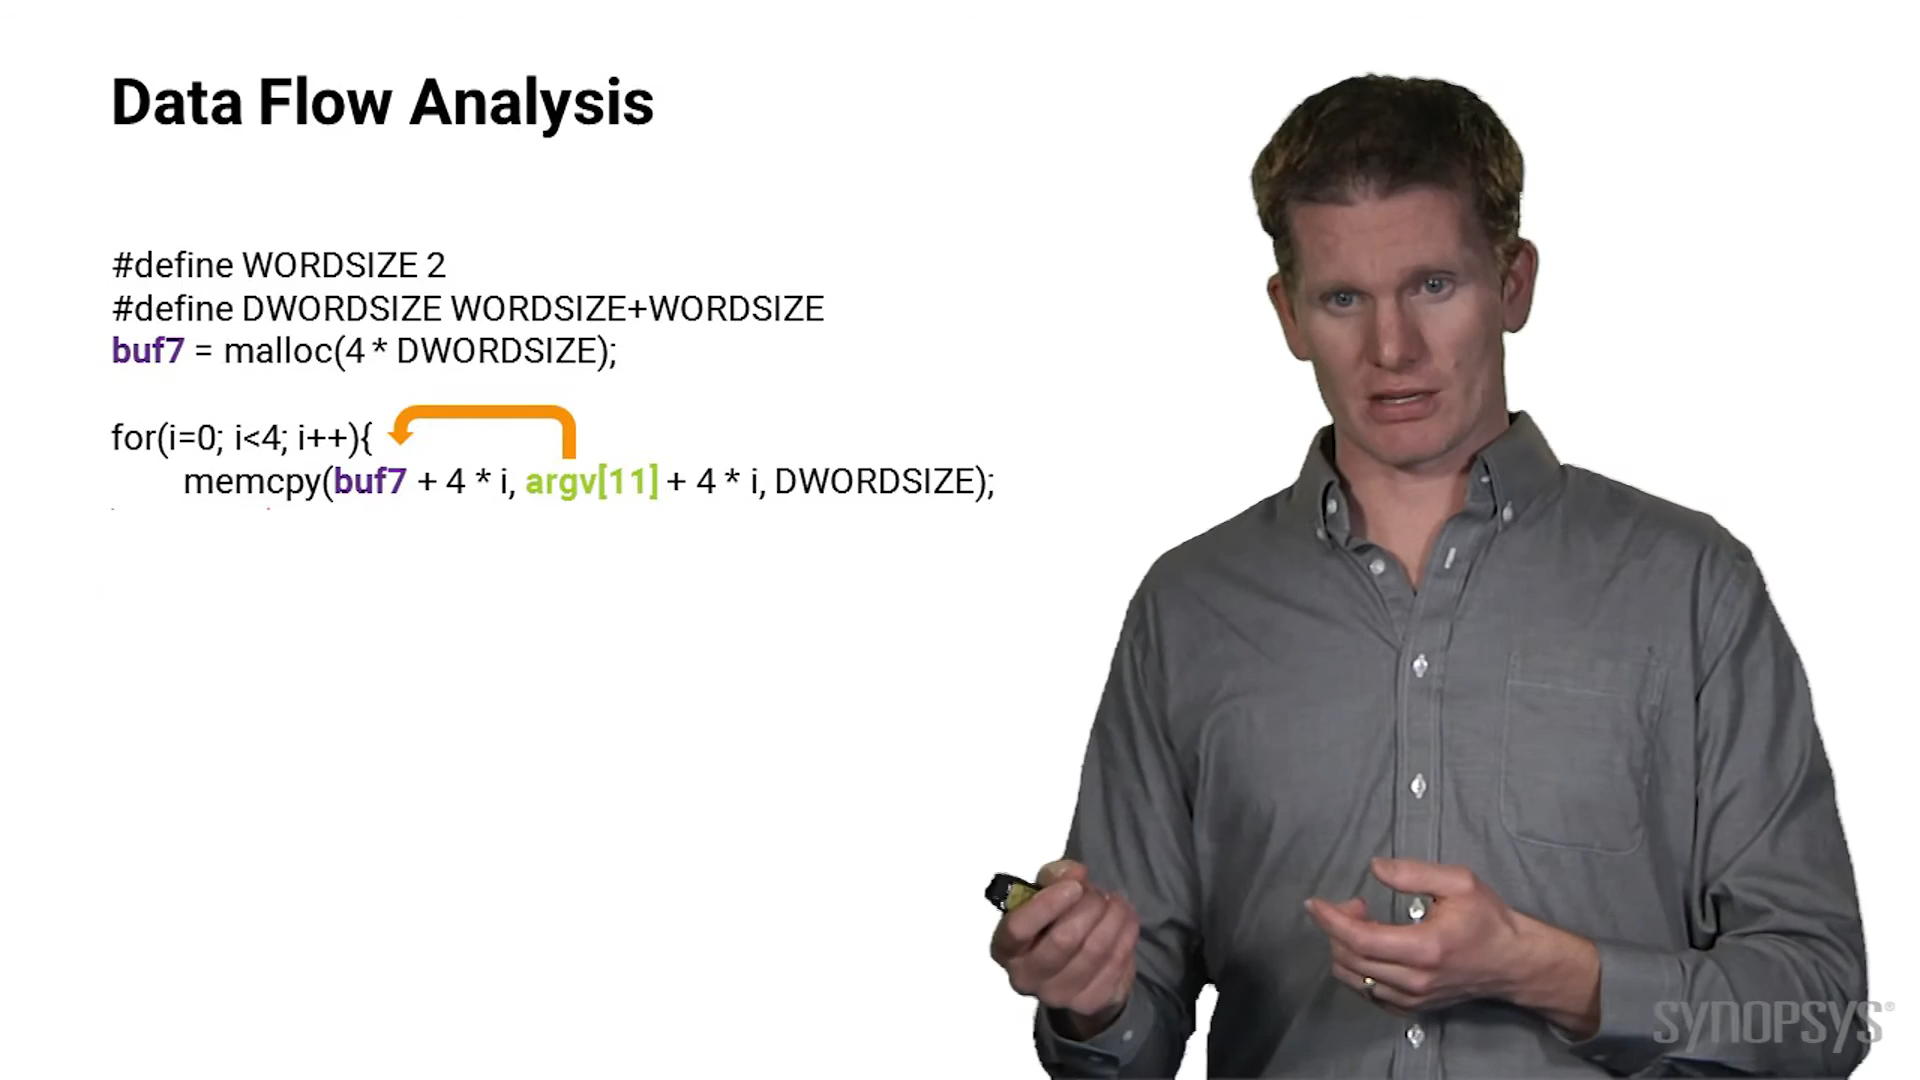 Data Flow Analysis
#define WORDSIZE 2
#define DWORDSIZE WORDSIZE+WORDSIZE
buf7 = malloc(4 * DWORDSIZE);
for(i=0; i<4; i++){
memcpy(buf7 + 4 * i, argv[11] + 4 * i, DWORDSIZE);
SYNOPSYS®